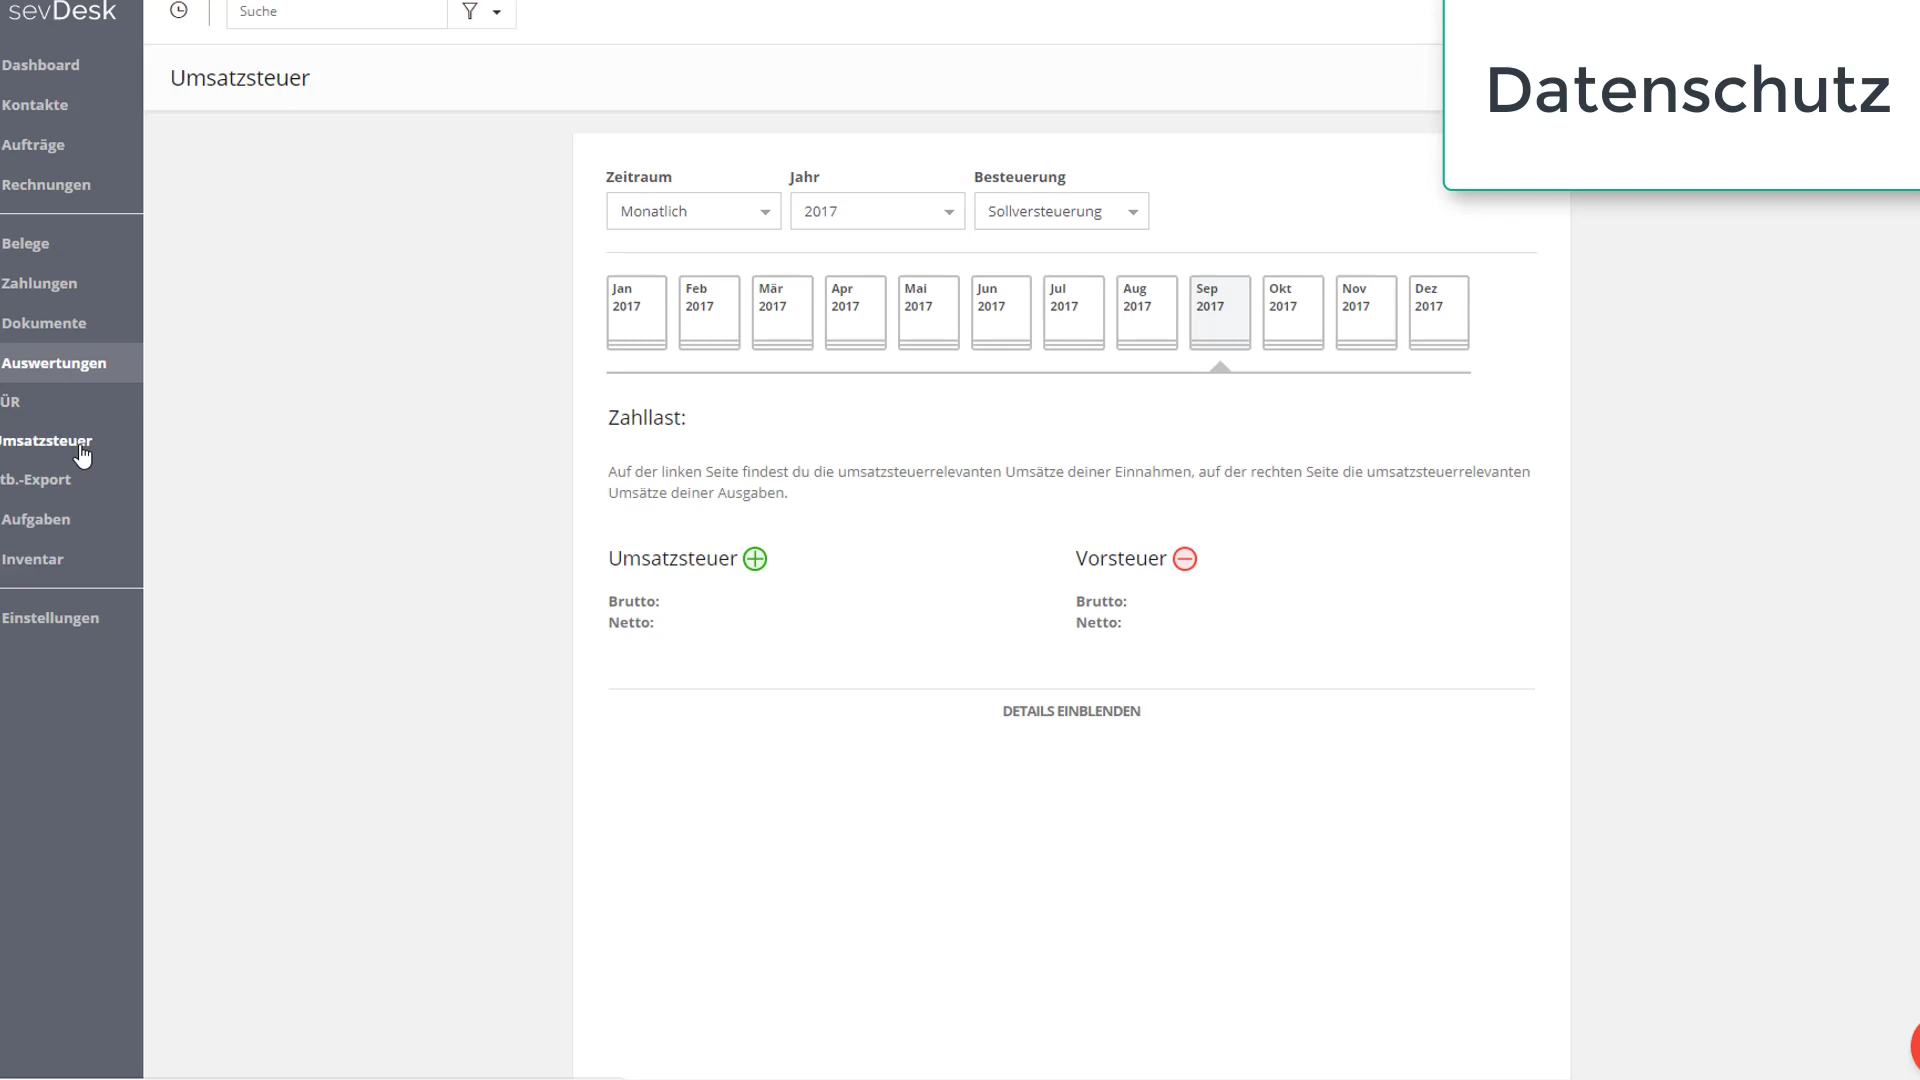 sevDesk
Suche
Datenschutz
Dashboard
Kontakte
Aufträge
Rechnungen
Belege
Zahlungen
Dokumente
Auswertungen
ÜR
Umsatzsteuer
tb.-Export
Aufgaben
Inventar
Einstellungen
Umsatzsteuer
Zeitraum Jahr Besteuerung
Monatlich 2017 Sollversteuerung
Jan Feb Mär Apr Mai Jun Jul Aug Sep Okt Nov Dez
2017 2017 2017 2017 2017 2017 2017 2017 2017 2017 2017 2017
Zahllast:
Auf der linken Seite findest du die umsatzsteuerrelevanten Umsätze deiner Einnahmen, auf der rechten Seite die umsatzsteuerrelevanten
Umsätze deiner Ausgaben.
Umsatzsteuer Vorsteuer
Brutto: Brutto:
Netto: Netto:
DETAILS EINBLENDEN